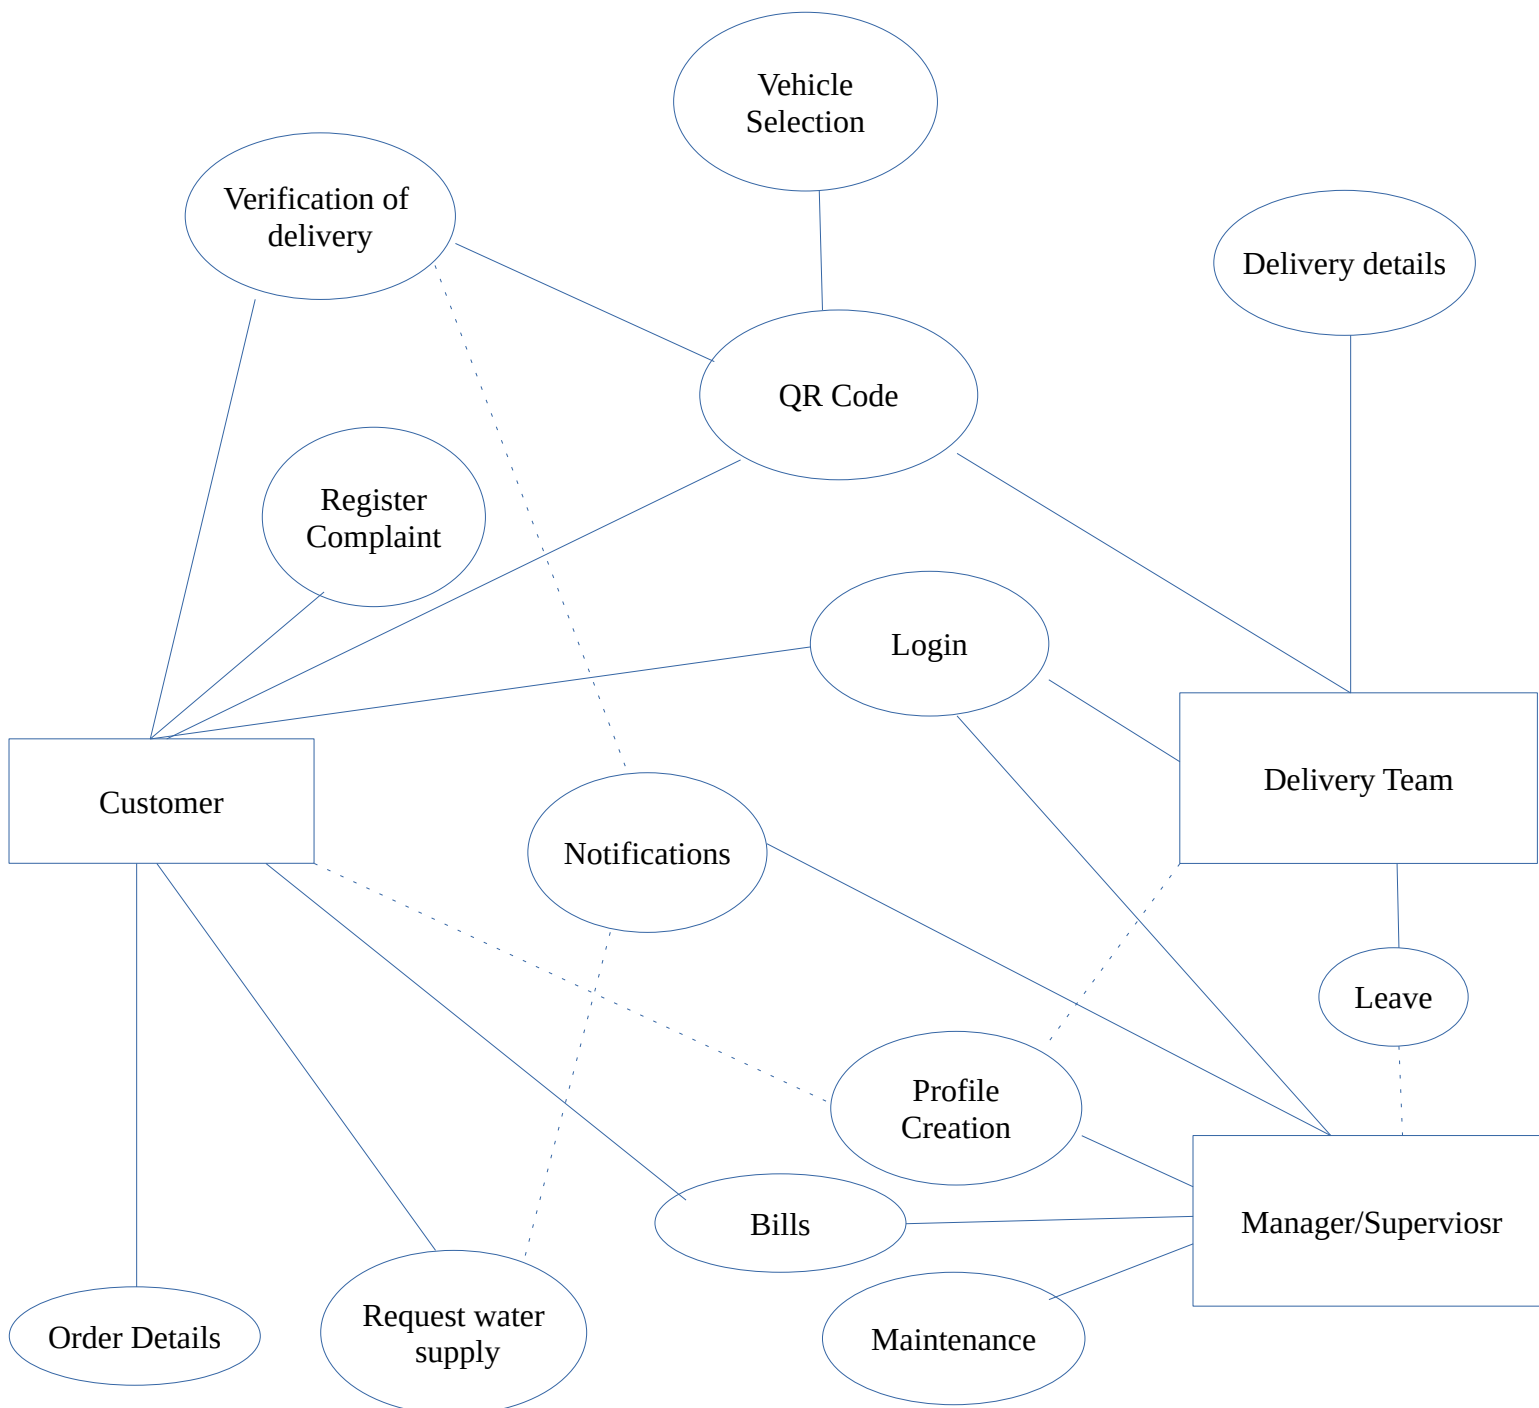 Vehicle
Selection
Verification of
delivery
Delivery details
QR Code
Register
Complaint
Login
Delivery Team
Customer
Notifications
Leave
Profile
Creation
Bills
Manager/Superviosr
Request water
supply
Order Details
Maintenance